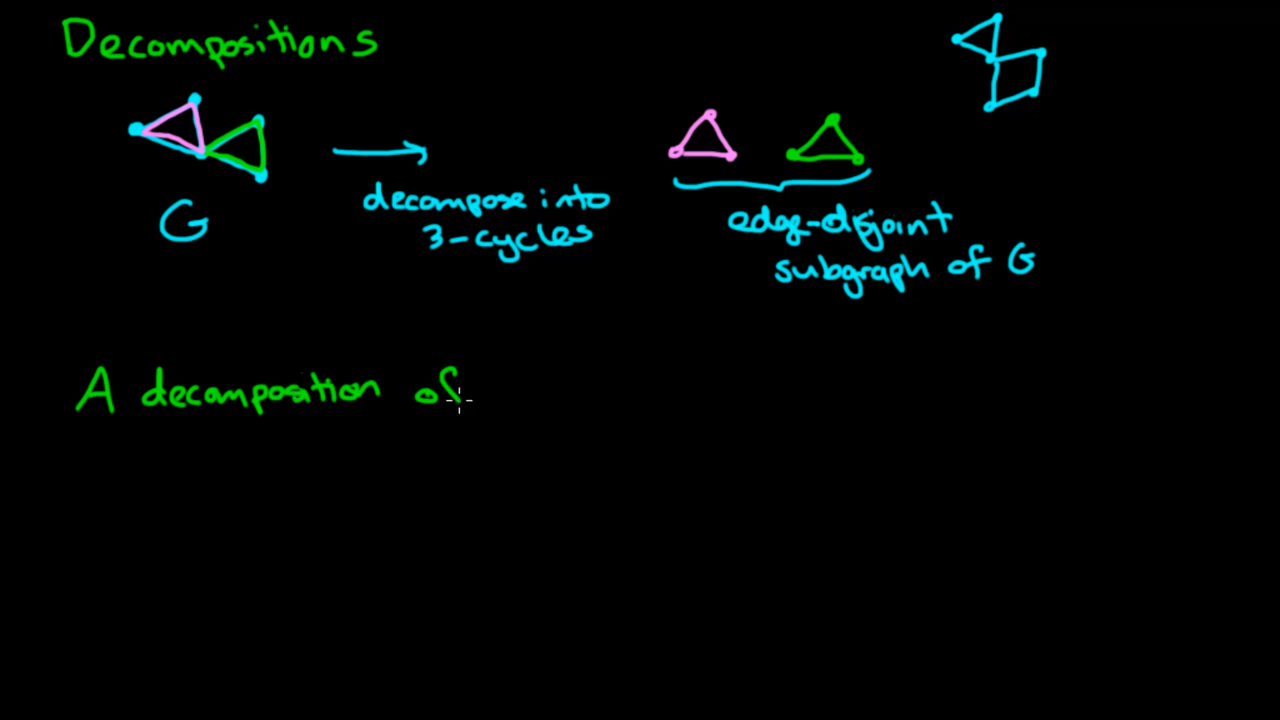 Decompositions
G
decompose into
3-cycles
edge-disjoint
subgraph of G
A decomposition of